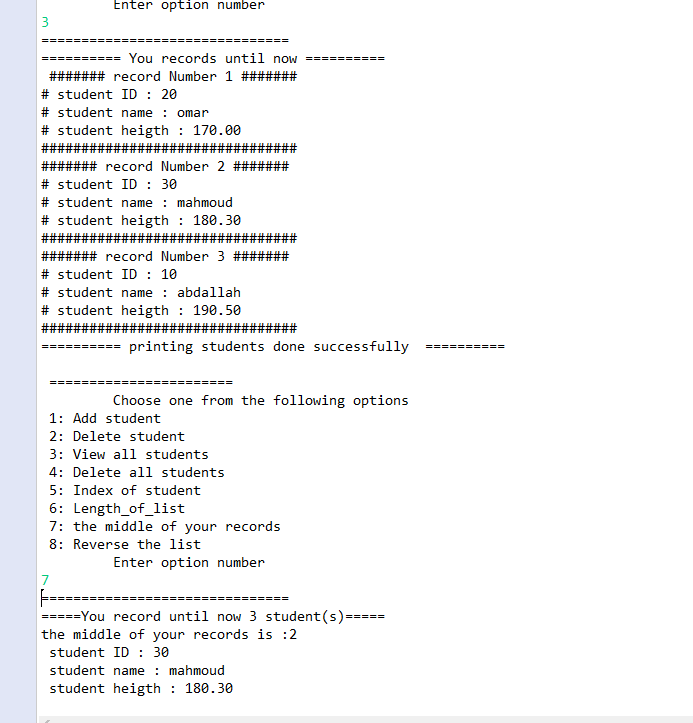 Enter option number
3
===============================
========== You records until now ==========
####### record Number 1 #######
# student ID : 20
# student name : omar
# student heigth : 170.00
################################
####### record Number 2 #######
# student ID : 30
# student name : mahmoud
# student heigth : 180.30
################################
####### record Number 3 #######
# student ID : 10
# student name : abdallah
# student heigth : 190.50
################################
========== printing students done successfully  ==========
=======================
Choose one from the following options
1: Add student
2: Delete student
3: View all students
4: Delete all students
5: Index of student
6: Length_of_list
7: the middle of your records
8: Reverse the list
Enter option number
7
===============================
=====You record until now 3 student(s)=====
the middle of your records is :2
student ID : 30
student name : mahmoud
student heigth : 180.30